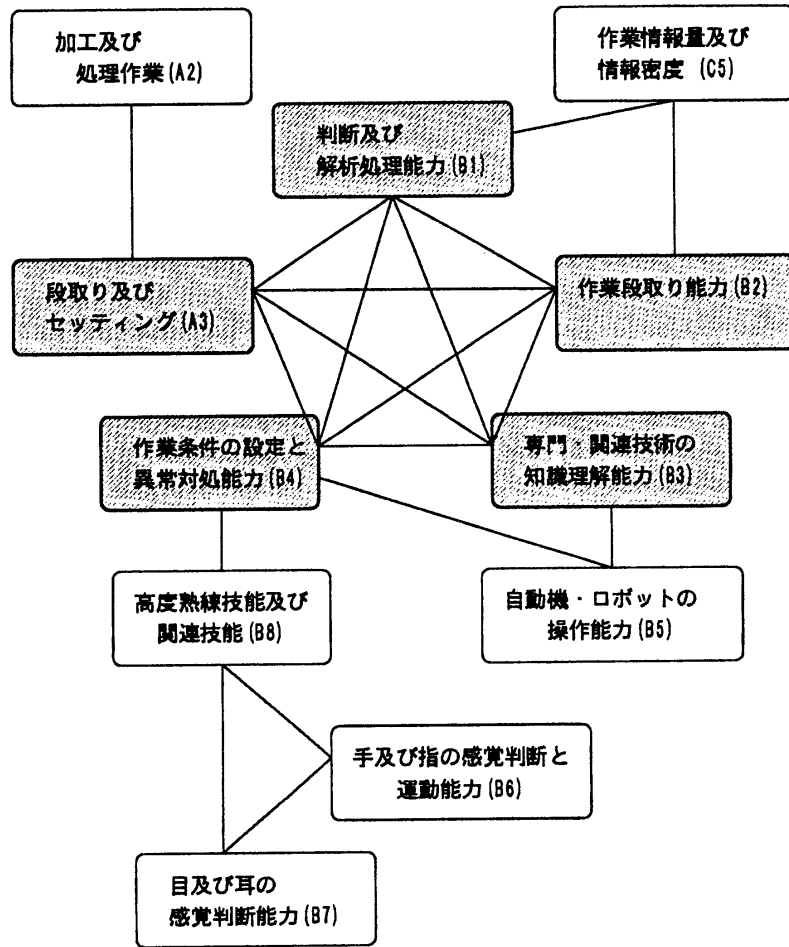 加工及び
処理作業(A2)
作業情報量及び
情報密度 (C5)
判断及び
解析処理能力(B1)
段取り及び
セッティング(A3)
作業段取り能力(B2)
作業条件の設定と
異常対処能力(B4)
専門・関連技術の
知識理解能力(B3)
高度熟練技能及び
関連技能(B8)
自動機・ロボットの
操作能力(B5)
手及び指の感覚判断と
運動能力(B6)
目及び耳の
感覚判断能力(B7)